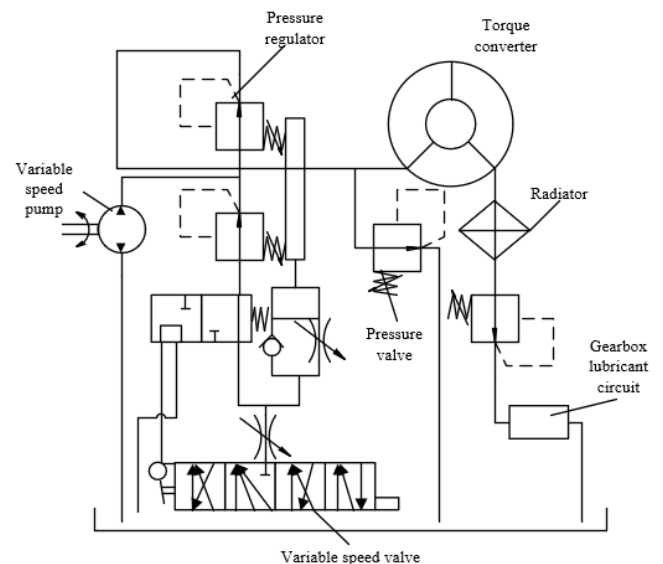 Pressure
regulator
Torque
converter
Variable
speed
pump
Radiator
Pressure
valve
Gearbox
lubricant
circuit
Variable speed valve